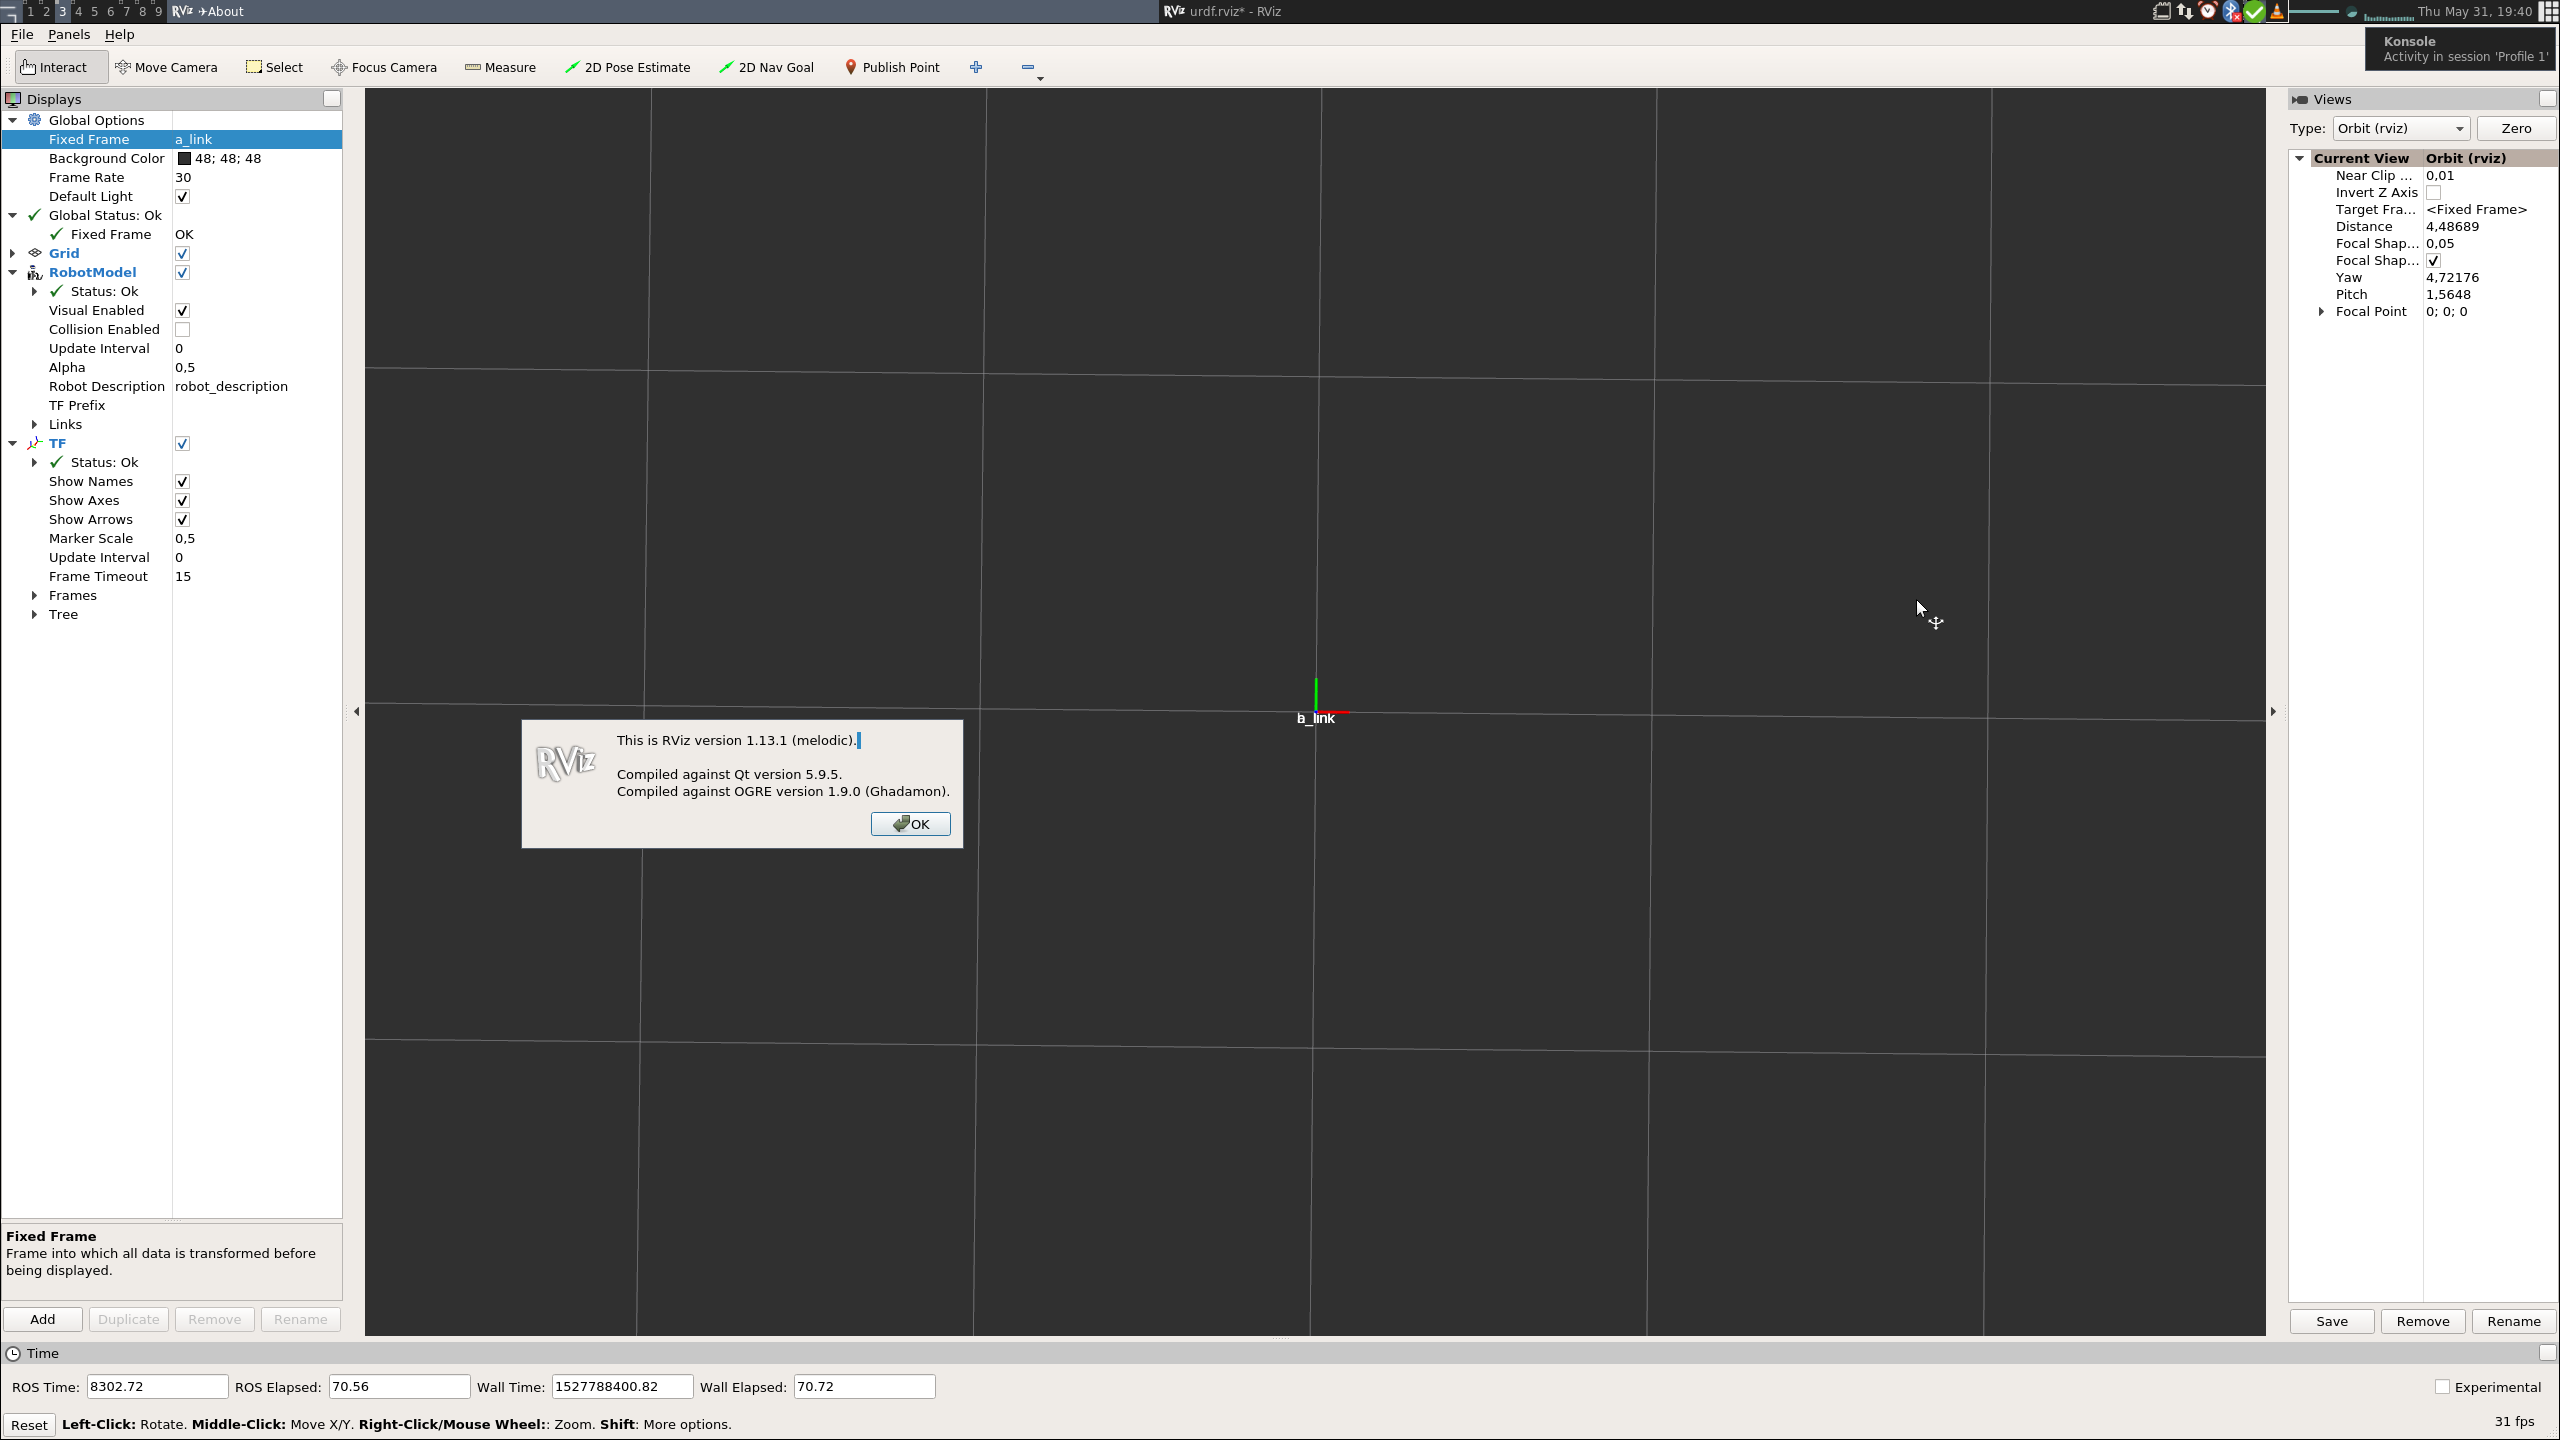 1 2 3 4 5 6 7 8 9 RViz ✈About
RViz urdf.rviz* - RViz
Thu May 31, 19:40
File Panels Help
Konsole
Activity in session 'Profile 1'
Interact Move Camera Select Focus Camera Measure 2D Pose Estimate 2D Nav Goal Publish Point
Displays
Global Options
Fixed Frame a_link
Background Color 48; 48; 48
Frame Rate 30
Default Light
Global Status: Ok
Fixed Frame OK
Grid
RobotModel
Status: Ok
Visual Enabled
Collision Enabled
Update Interval 0
Alpha 0,5
Robot Description robot_description
TF Prefix
Links
TF
Status: Ok
Show Names
Show Axes
Show Arrows
Marker Scale 0,5
Update Interval 0
Frame Timeout 15
Frames
Tree
Fixed Frame
Frame into which all data is transformed before
being displayed.
Add Duplicate Remove Rename
RViz
This is RViz version 1.13.1 (melodic).
Compiled against Qt version 5.9.5.
Compiled against OGRE version 1.9.0 (Ghadamon).
OK
Views
Type: Orbit (rviz) Zero
Current View Orbit (rviz)
Near Clip ... 0,01
Invert Z Axis
Target Fra... <Fixed Frame>
Distance 4,48689
Focal Shap... 0,05
Focal Shap...
Yaw 4,72176
Pitch 1,5648
Focal Point 0; 0; 0
Save Remove Rename
Time
ROS Time: 8302.72 ROS Elapsed: 70.56 Wall Time: 1527788400.82 Wall Elapsed: 70.72 Experimental
Reset Left-Click: Rotate. Middle-Click: Move X/Y. Right-Click/Mouse Wheel:: Zoom. Shift: More options. 31 fps